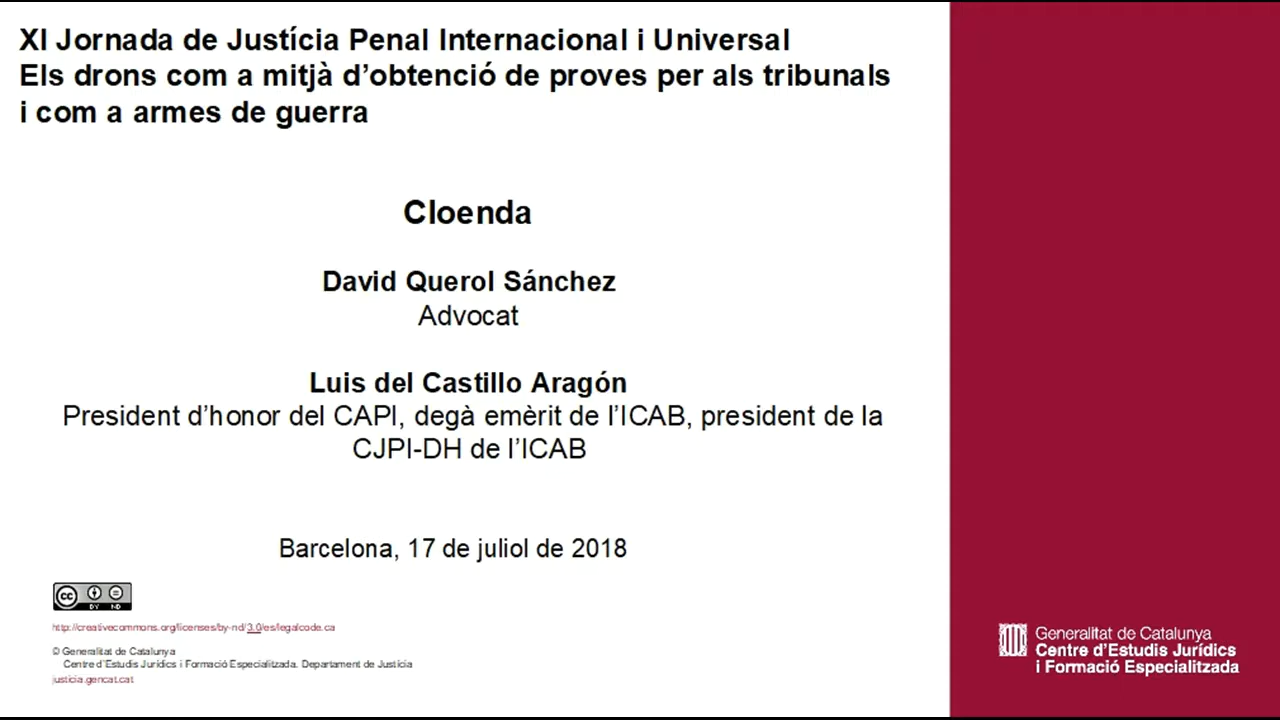 XI Jornada de Justícia Penal Internacional i Universal
Els drons com a mitjà d’obtenció de proves per als tribunals
i com a armes de guerra
Cloenda
David Querol Sánchez
Advocat
Luis del Castillo Aragón
President d’honor del CAPI, degà emèrit de l’ICAB, president de la
CJPI-DH de l’ICAB
Barcelona, 17 de juliol de 2018
cc
BY ND
http://creativecommons.org/licenses/by-nd/3.0/es/legalcode.ca
© Generalitat de Catalunya
Centre d’Estudis Jurídics i Formació Especialitzada. Departament de Justícia
justicia.gencat.cat
Generalitat de Catalunya
Centre d’Estudis Jurídics
i Formació Especialitzada